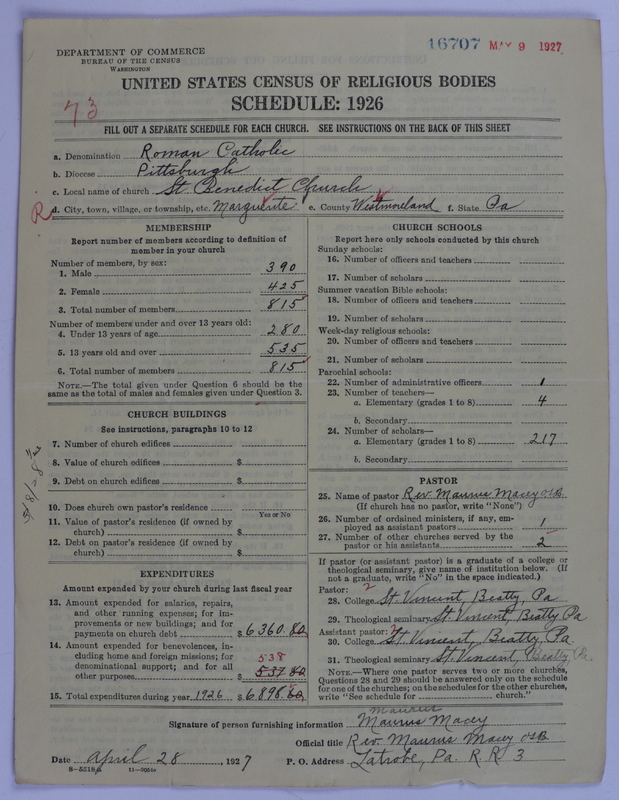 16707 MAY 9 1927
DEPARTMENT OF COMMERCE
BUREAU OF THE CENSUS
WASHINGTON
UNITED STATES CENSUS OF RELIGIOUS BODIES
SCHEDULE: 1926
73
FILL OUT A SEPARATE SCHEDULE FOR EACH CHURCH. SEE INSTRUCTIONS ON THE BACK OF THIS SHEET
a. Denomination Roman Catholic
b. Diocese Pittsburgh
c. Local name of church St. Benedict Church
R d. City, town, village, or township, etc. Marguerite e. County Westmoreland f. State Pa
MEMBERSHIP
Report number of members according to definition of
member in your church
Number of members, by sex:
1. Male 390
2. Female 425
3. Total number of members 815
Number of members under and over 13 years old:
4. Under 13 years of age 280
5. 13 years old and over 535
6. Total number of members 815
NOTE.—The total given under Question 6 should be
same as the total of males and females given under Question 3.
CHURCH BUILDINGS
See instructions, paragraphs 10 to 12
7. Number of church edifices
8. Value of church edifices $
9. Debt on church edifices $
10. Does church own pastor's residence
Yes or No
11. Value of pastor's residence (if owned by
church) $
12. Debt on pastor's residence (if owned by
church) $
EXPENDITURES
Amount expended by your church during last fiscal year
13. Amount expended for salaries, repairs,
and other running expenses; for im-
provements or new buildings; and for
payments on church debt $6360.80
14. Amount expended for benevolences, in-
cluding home and foreign missions; for
denominational support; and for all 538
other purposes 537 80
15. Total expenditures during year 1926 $6,898.60
CHURCH SCHOOLS
Report here only schools conducted by this church
Sunday schools:
16. Number of officers and teachers
17. Number of scholars
Summer vacation Bible schools:
18. Number of officers and teachers
19. Number of scholars
Week-day religious schools:
20. Number of officers and teachers
21. Number of scholars
Parochial schools:
22. Number of administrative officers 1
23. Number of teachers—
a. Elementary (grades 1 to 8) 4
b. Secondary
24. Number of scholars—
a. Elementary (grades 1 to 8) 217
b. Secondary
PASTOR
25. Name of pastor Rev. Maurus Macey OSB
(If church has no pastor, write "None")
26. Number of ordained ministers, if any, em-
ployed as assistant pastors 1
27. Number of other churches served by the
pastor or his assistants 2
If pastor (or assistant pastor) is a graduate of a college or
theological seminary, give name of institution below. (If
not a graduate, write "No" in the space indicated.)
Pastor: 2
28. College St. Vincent, Beatty, Pa
29. Theological seminary St. Vincent, Beatty Pa
Assistant pastor: 2
30. College St. Vincent, Beatty, Pa.
31. Theological seminary St. Vincent, Beatty, Pa.
NOTE.—Where one pastor serves two or more churches,
Questions 28 and 29 should be answered only on the schedule
for one of the churches; on the schedules for the other churches,
write "See schedule for church."
Signature of person furnishing information Maurus Macey
Official title Rev. Maurus Macey OSB
Date April 28, 1927 P. O. Address Latrobe, Pa. R. R. 3